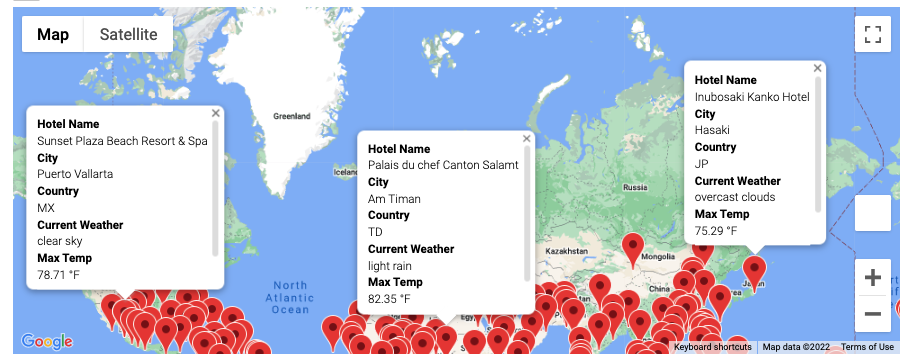 Map
Satellite
Greenland
Hotel Name
Sunset Plaza Beach Resort & Spa
City
Puerto Vallarta
Country
MX
Current Weather
clear sky
Max Temp
78.71 °F
Hotel Name
Palais du chef Canton Salamt
City
Am Timan
Country
TD
Current Weather
light rain
Max Temp
82.35 °F
Hotel Name
Inubosaki Kanko Hotel
City
Hasaki
Country
JP
Current Weather
overcast clouds
Max Temp
75.29 °F
Russia
Kazakhstan
Mongolia
China
North
Atlantic
Ocean
Google
Keyboard shortcuts
Map data ©2022
Terms of Use